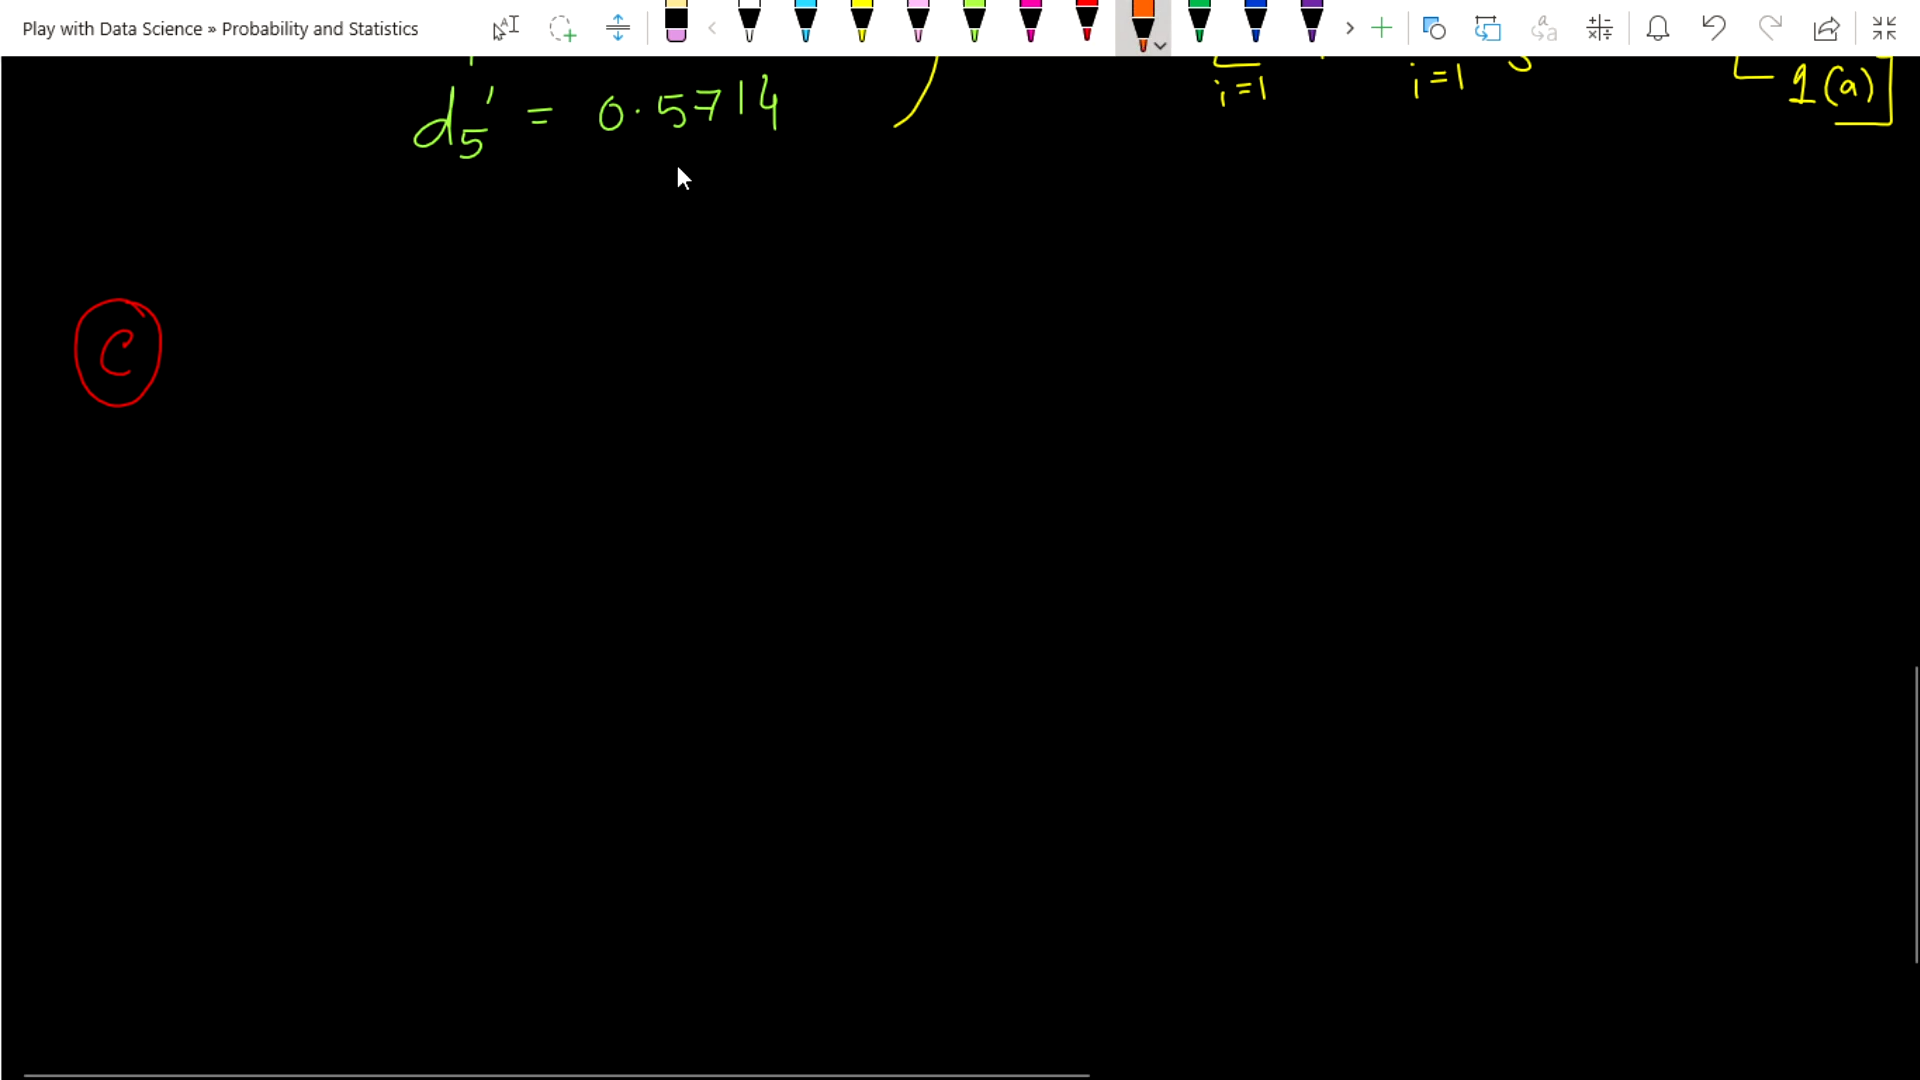 Play with Data Science » Probability and Statistics
d₅' = 0.5714
i=1 i=1 1(a)
C